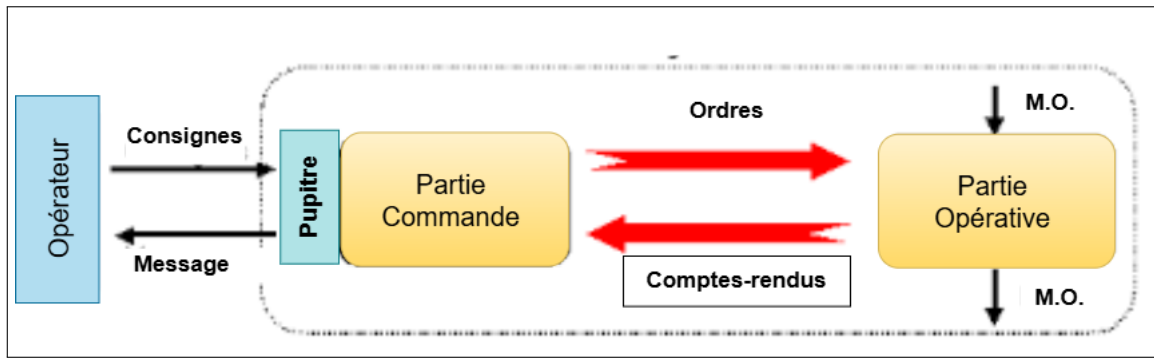 Opérateur
Consignes
Message
Pupitre
Partie
Commande
Ordres
Comptes-rendus
M.O.
Partie
Opérative
M.O.